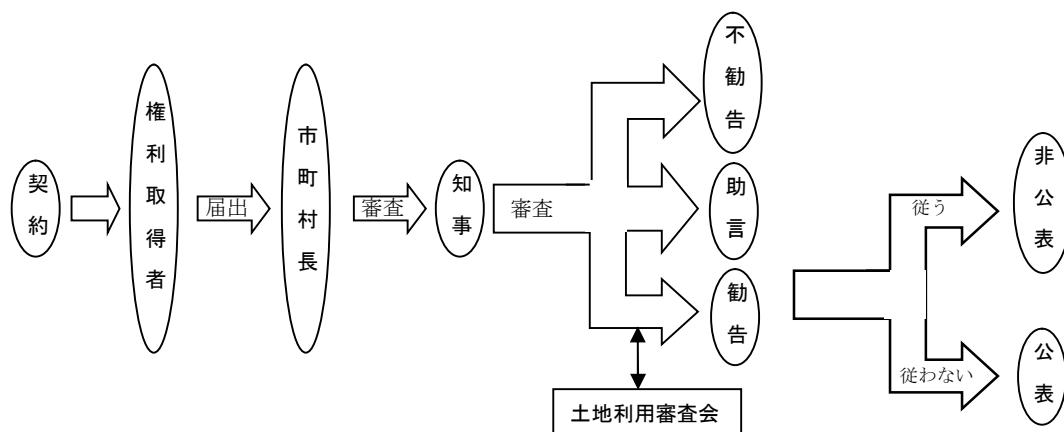 契約
権利取得者
届出
市町村長
審査
知事
審査
不勧告
助言
勧告
土地利用審査会
従う
非公表
従わない
公表